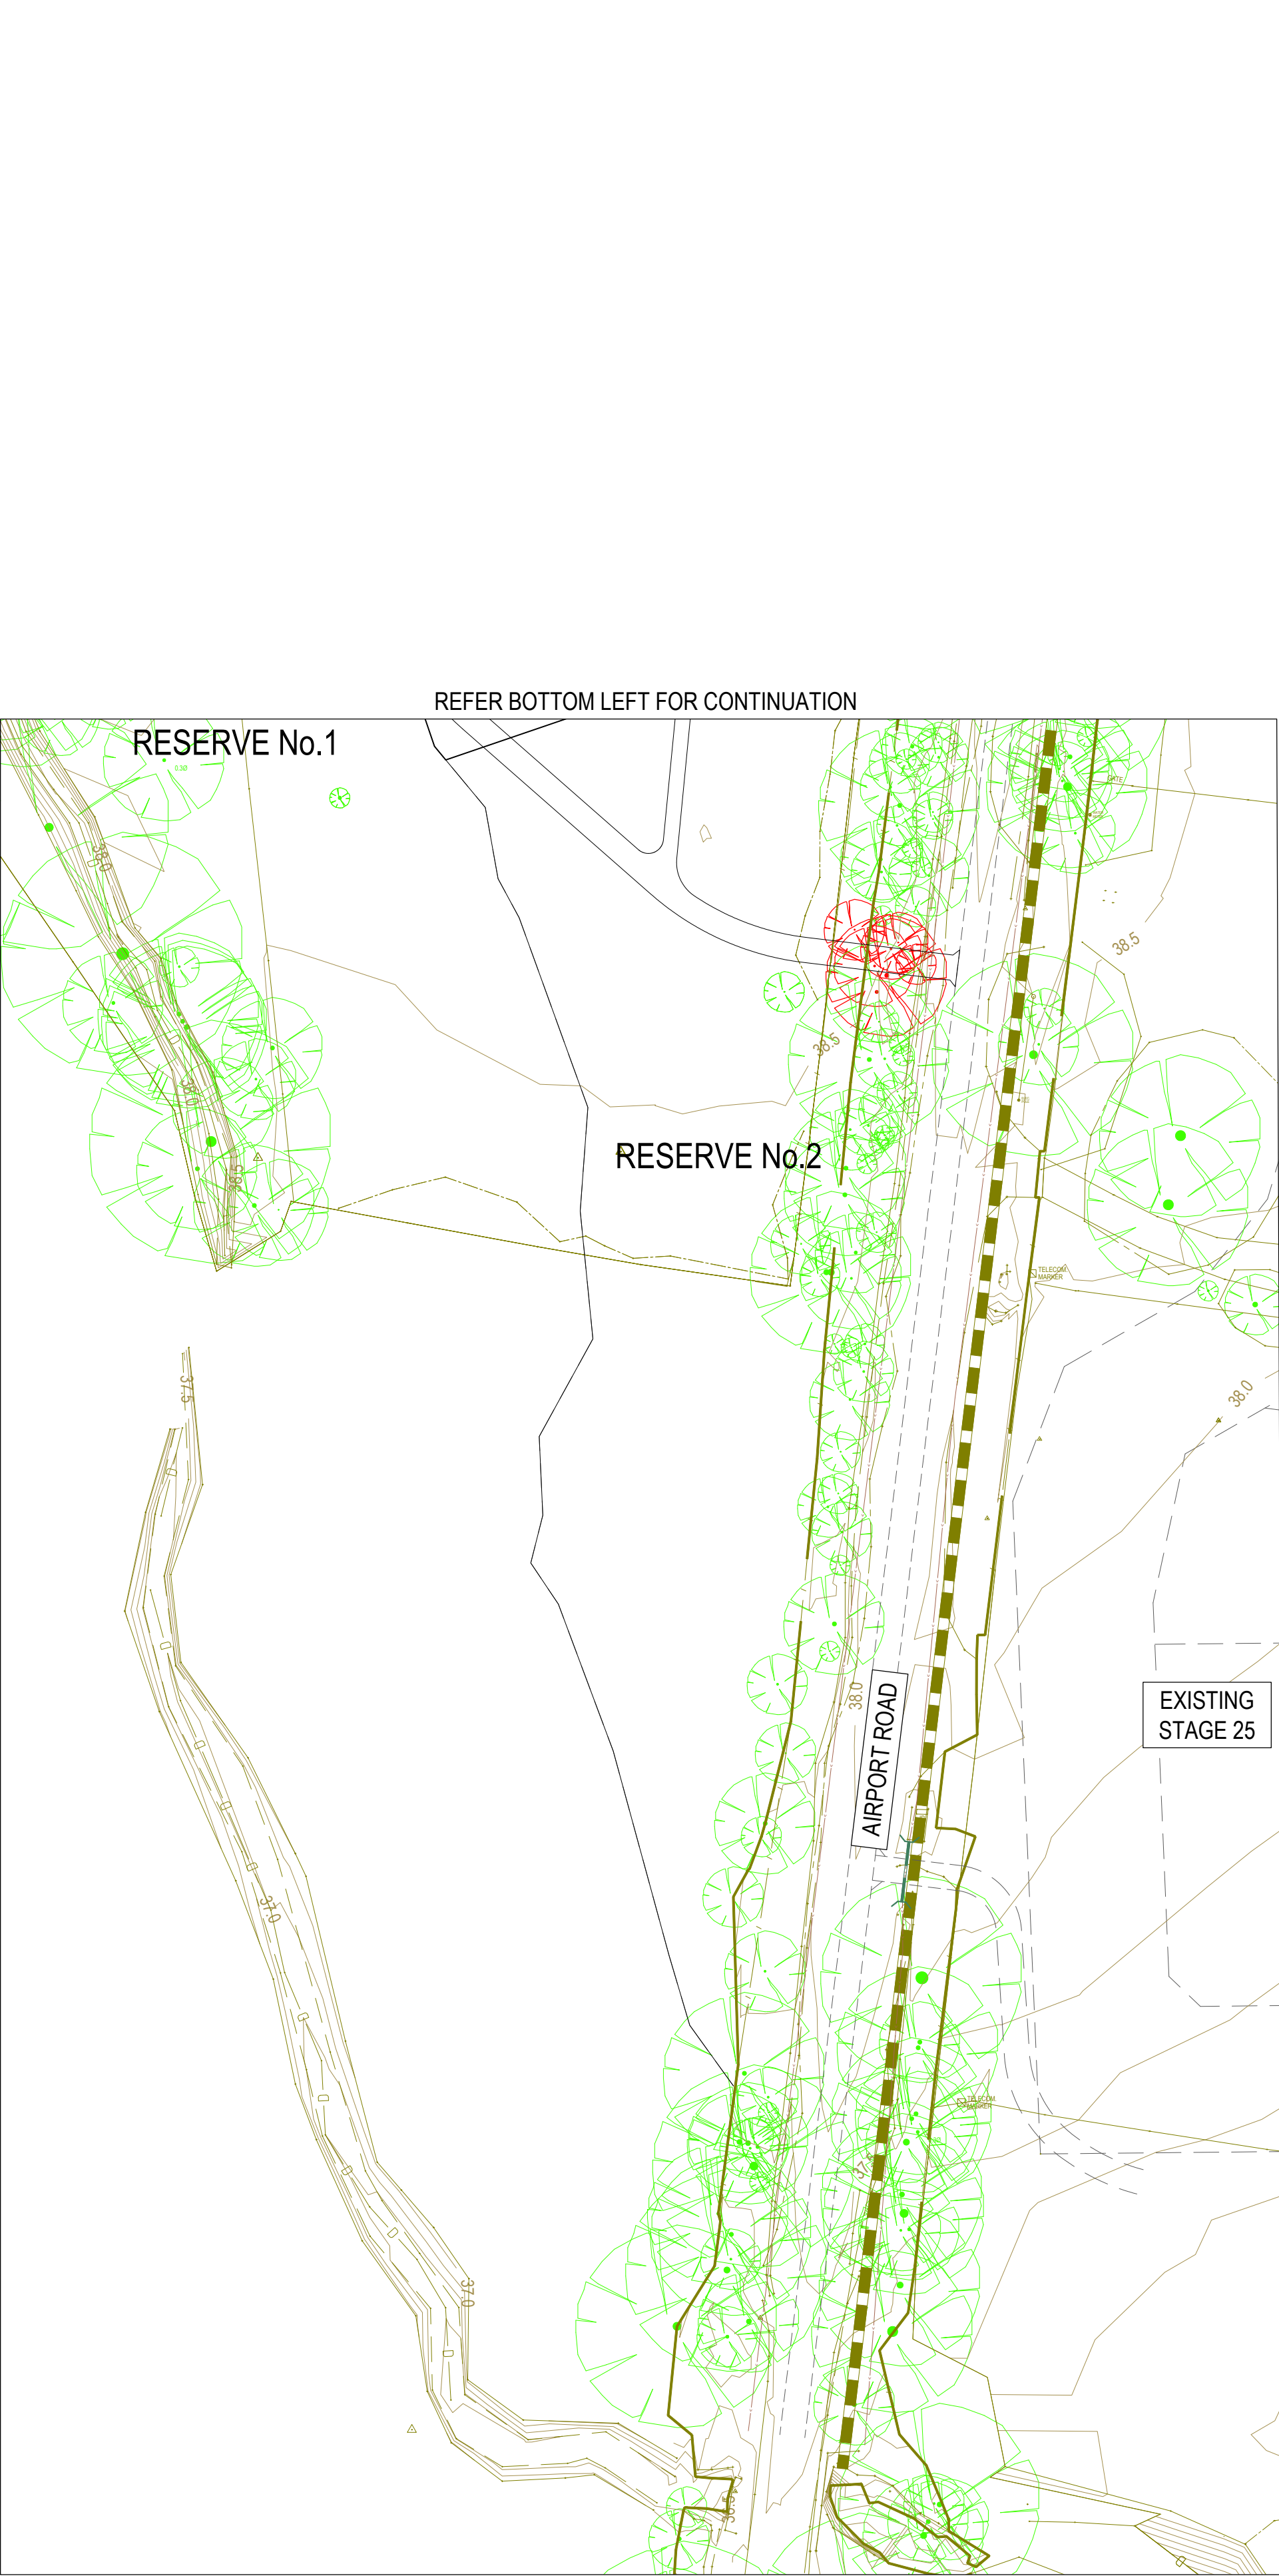 REFER BOTTOM LEFT FOR CONTINUATION
RESERVE No.1
0.3Ø
GATE
38.0
38.5
38.5
38.0
RESERVE No.2
38.5
TELECOM
MARKER
37.5
38.0
38.0
AIRPORT ROAD
EXISTING
STAGE 25
37.0
TELECOM
MARKER
37.0